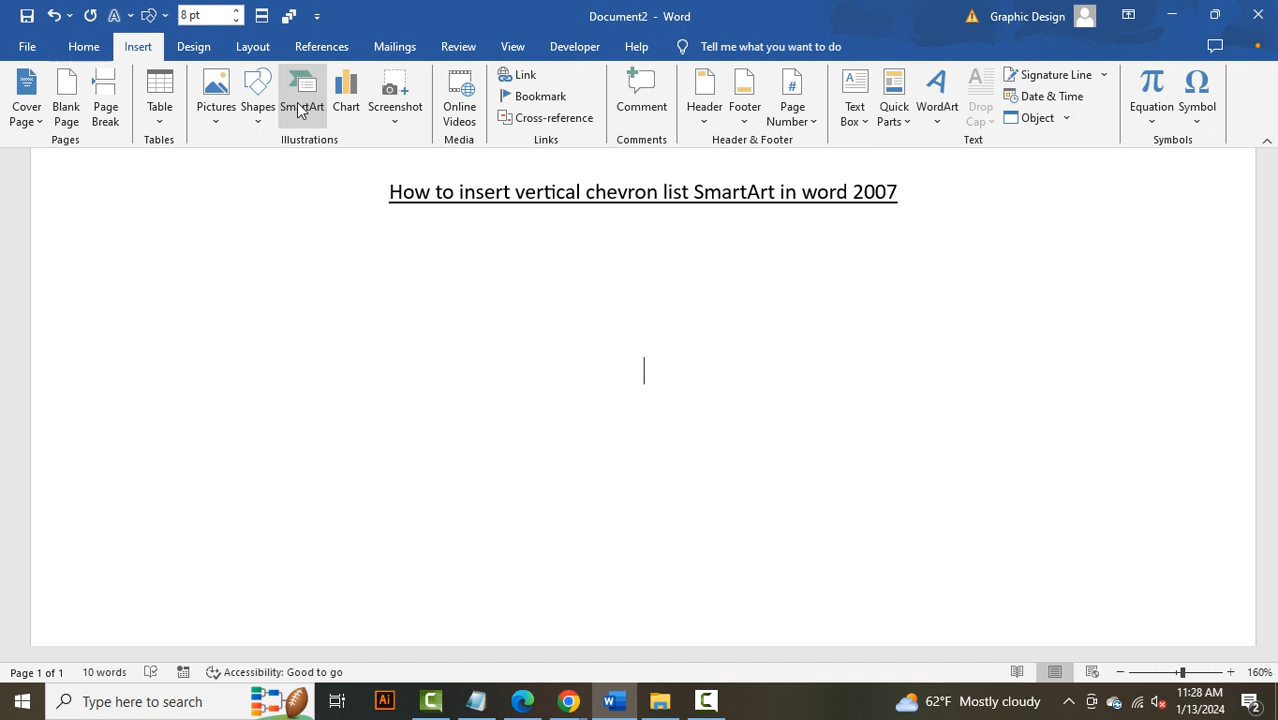 8 pt
Document2 - Word
Graphic Design
File Home Insert Design Layout References Mailings Review View Developer Help Tell me what you want to do
Cover Page
Blank Page
Page Break
Table
Pictures
Shapes
SmartArt
Chart
Screenshot
Online Videos
Link
Bookmark
Cross-reference
Comment
Header
Footer
Page Number
Text Box
Quick Parts
WordArt
Drop Cap
Signature Line
Date & Time
Object
Equation
Symbol
Pages Tables Illustrations Media Links Comments Header & Footer Text Symbols
How to insert vertical chevron list SmartArt in word 2007
Page 1 of 1 10 words Accessibility: Good to go 160%
Type here to search
Ai
62°F Mostly cloudy
11:28 AM
1/13/2024
2